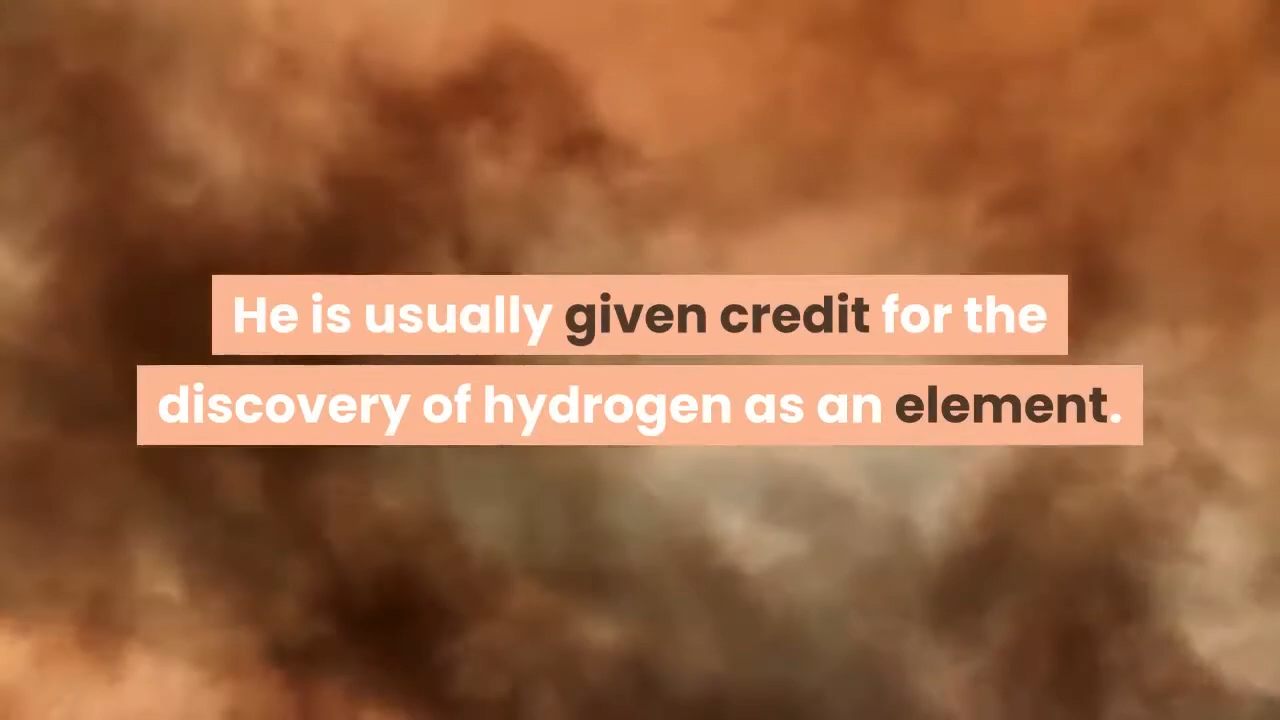 He is usually given credit for the
discovery of hydrogen as an element.